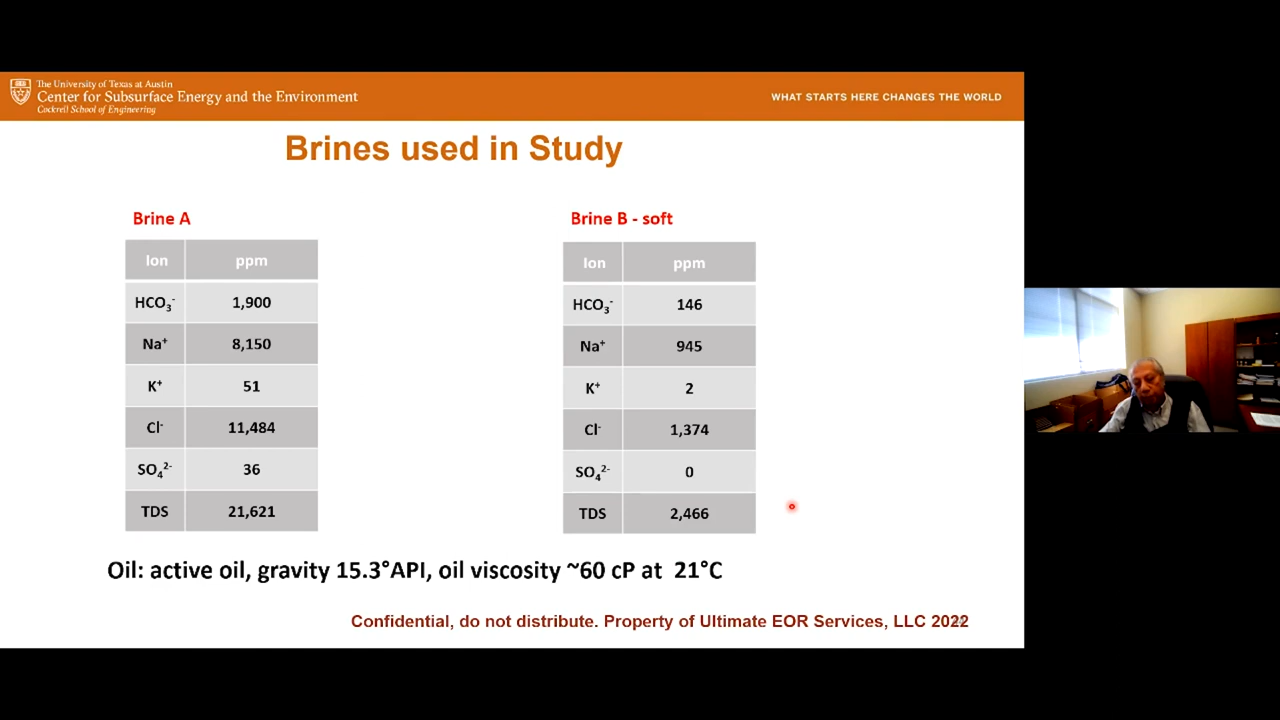 The University of Texas at Austin
Center for Subsurface Energy and the Environment
Cockrell School of Engineering
WHAT STARTS HERE CHANGES THE WORLD
Brines used in Study
Brine A
Ion ppm
HCO₃⁻ 1,900
Na⁺ 8,150
K⁺ 51
Cl⁻ 11,484
SO₄²⁻ 36
TDS 21,621
Brine B - soft
Ion ppm
HCO₃⁻ 146
Na⁺ 945
K⁺ 2
Cl⁻ 1,374
SO₄²⁻ 0
TDS 2,466
Oil: active oil, gravity 15.3°API, oil viscosity ~60 cP at 21°C
Confidential, do not distribute. Property of Ultimate EOR Services, LLC 2022